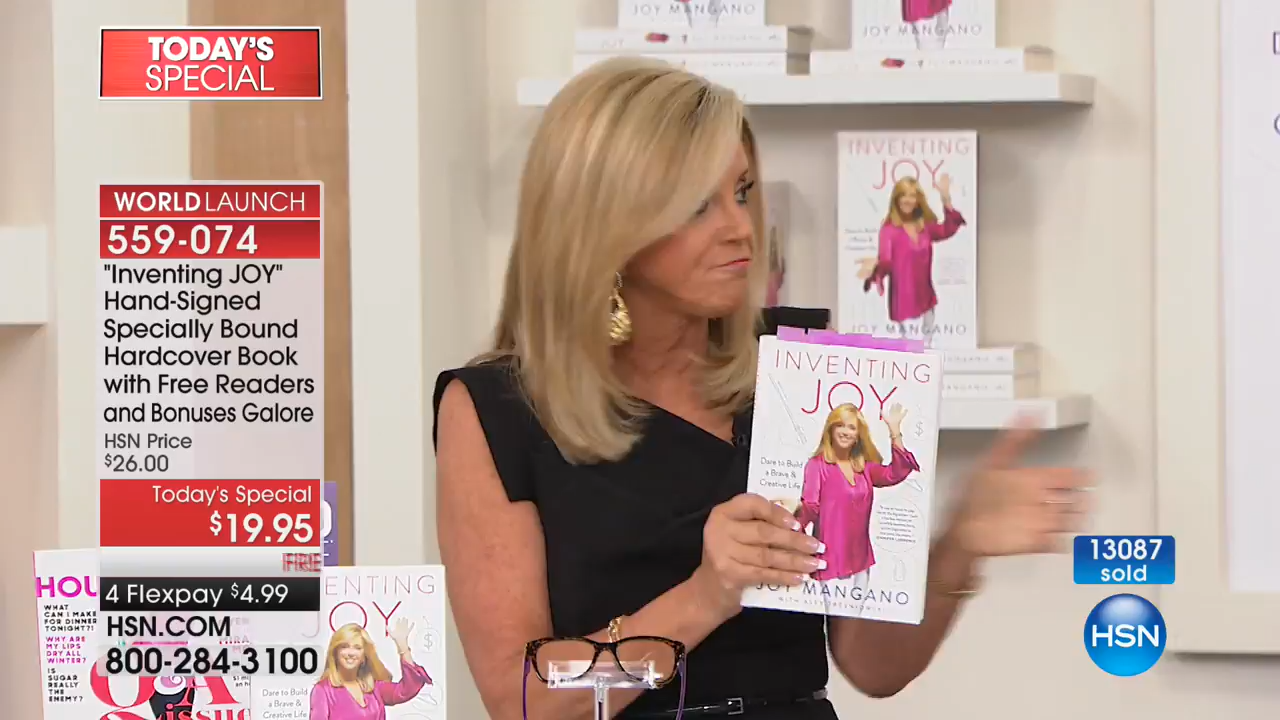 TODAY'S
SPECIAL
WORLD LAUNCH
559-074
"Inventing JOY"
Hand-Signed
Specially Bound
Hardcover Book
with Free Readers
and Bonuses Galore
HSN Price
$26.00
Today's Special
$19.95
4 Flexpay $4.99
HSN.COM
800-284-3100
13087
sold
HSN
JOY MANGANO
JOY MANGANO
INVENTING
JOY
JOY MANGANO
INVENTING
JOY
Dare to Build
a Brave &
Creative Life
JOY MANGANO
HOU
WHAT
CAN I MAKE
FOR DINNER
TONIGHT?!
WHY ARE
MY LIPS
DRY ALL
WINTER?
IS
SUGAR
REALLY
THE
ENEMY?
Q&A
ENTING
JOY
Dare to Build
a Brave &
Creative Life